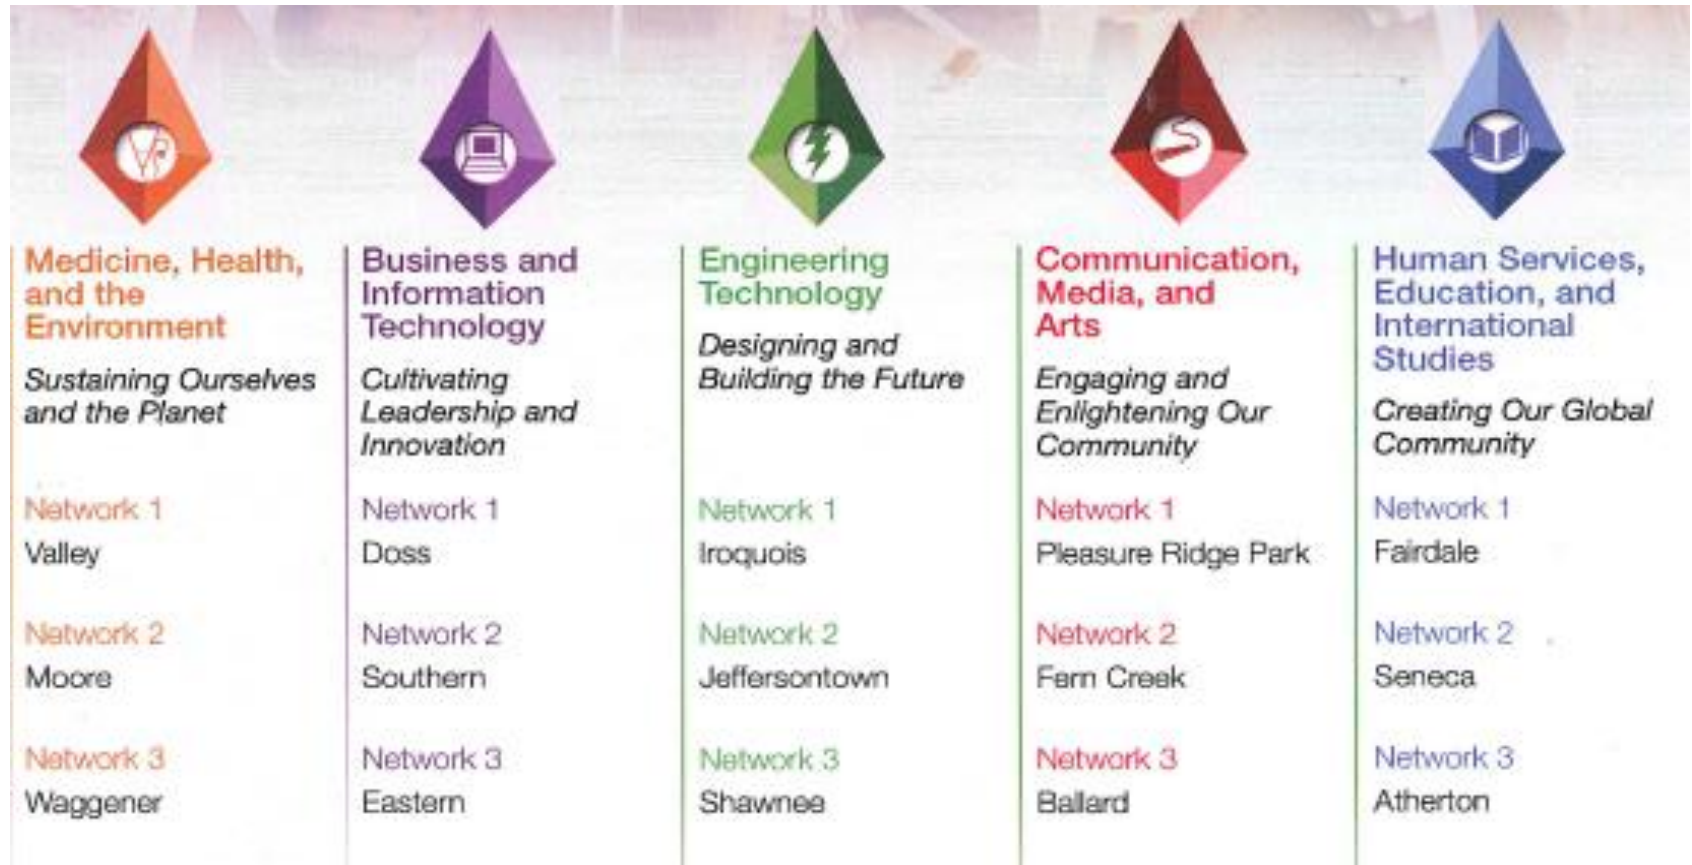 Medicine, Health,
and the
Environment
Sustaining Ourselves
and the Planet
Network 1
Valley
Network 2
Moore
Network 3
Waggener
Business and
Information
Technology
Cultivating
Leadership and
Innovation
Network 1
Doss
Network 2
Southern
Network 3
Eastern
Engineering
Technology
Designing and
Building the Future
Network 1
Iroquois
Network 2
Jeffersontown
Network 3
Shawnee
Communication,
Media, and
Arts
Engaging and
Enlightening Our
Community
Network 1
Pleasure Ridge Park
Network 2
Fern Creek
Network 3
Ballard
Human Services,
Education, and
International
Studies
Creating Our Global
Community
Network 1
Fairdale
Network 2
Seneca
Network 3
Atherton